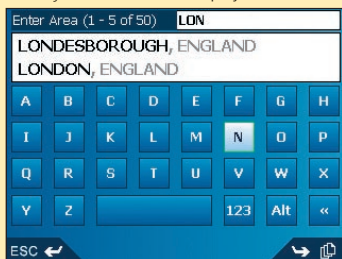 Enter Area (1 - 5 of 50) LON
LONDESBOROUGH, ENGLAND
LONDON, ENGLAND
A B C D E F G H
I J K L M N O P
Q R S T U V W X
Y Z 123 Alt «
ESC